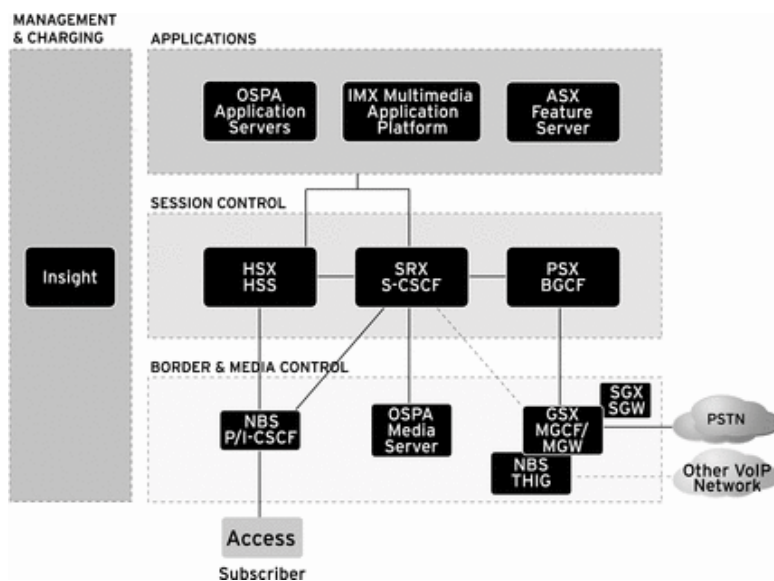 MANAGEMENT
& CHARGING
APPLICATIONS
OSPA
Application
Servers
IMX Multimedia
Application
Platform
ASX
Feature
Server
SESSION CONTROL
Insight
HSX
HSS
SRX
S-CSCF
PSX
BGCF
BORDER & MEDIA CONTROL
NBS
P/I-CSCF
OSPA
Media
Server
GSX
MGCF/
MGW
SGX
SGW
NBS
THIG
PSTN
Other VoIP
Network
Access
Subscriber